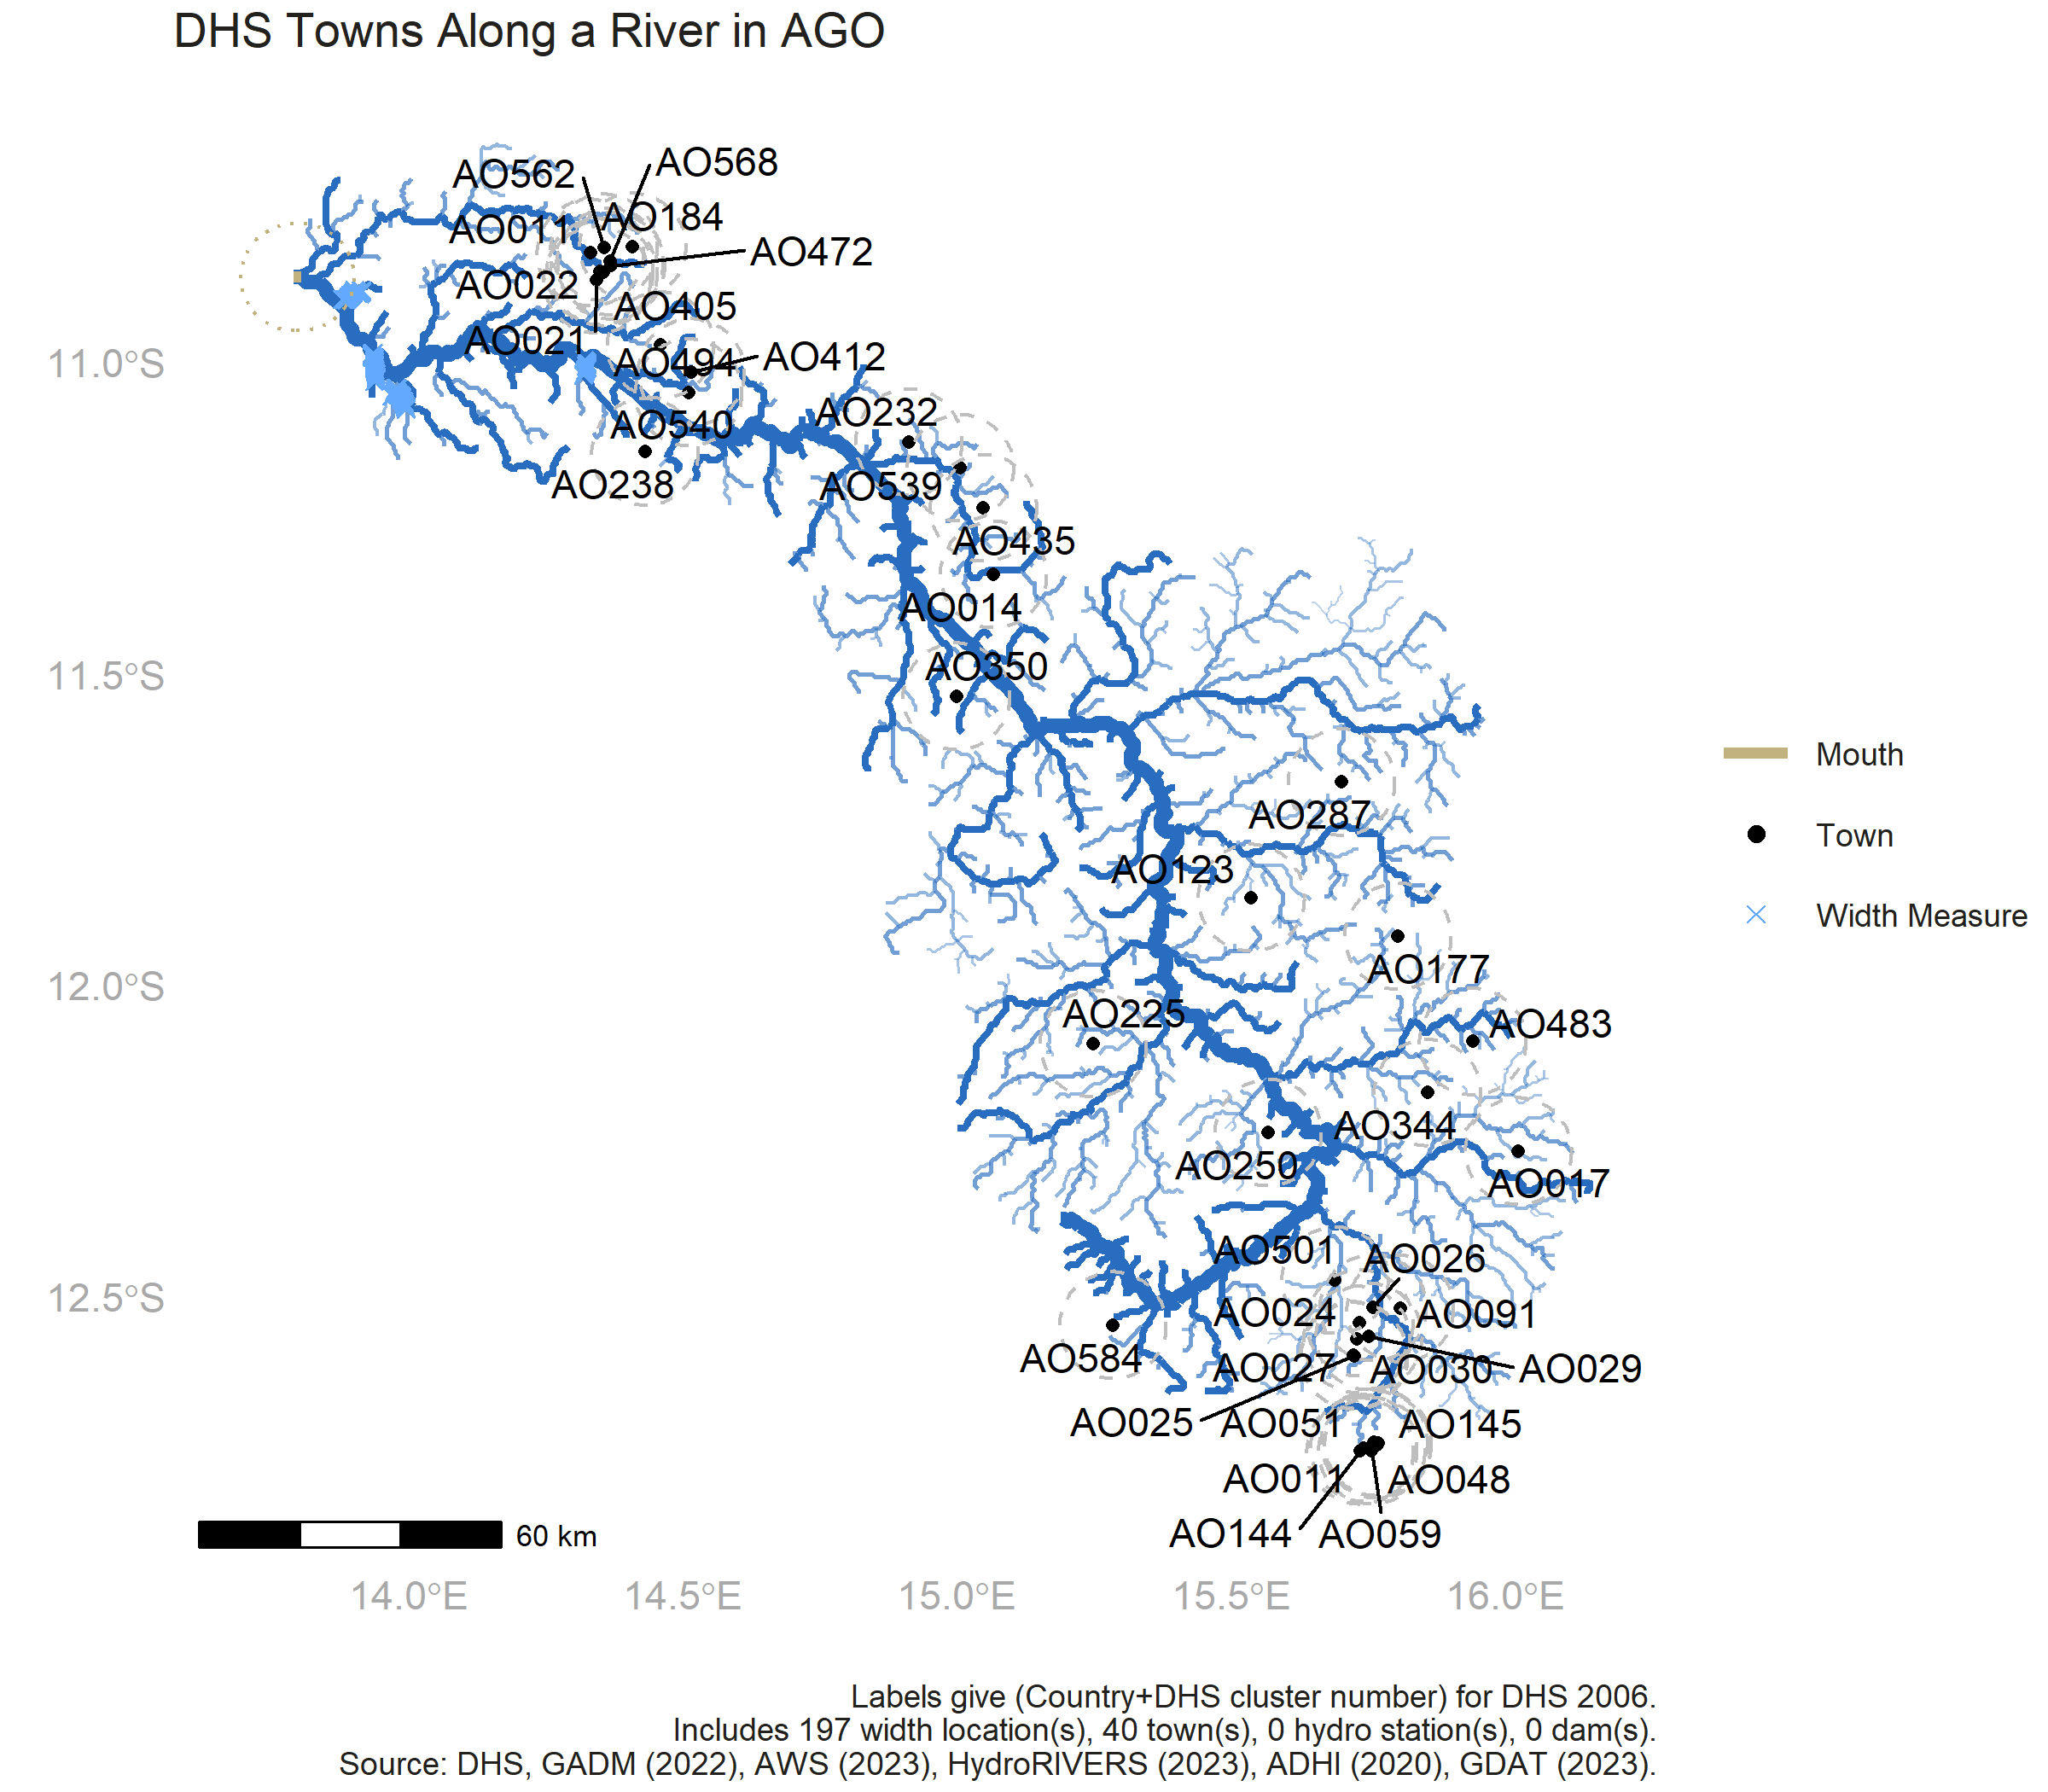 DHS Towns Along a River in AGO
AO562
AO568
AO011
AO184
AO472
AO022
AO405
AO021
AO494
AO412
AO232
AO540
AO238
AO539
AO435
AO014
AO350
AO287
AO123
AO177
AO225
AO483
AO344
AO250
AO017
AO501
AO026
AO024
AO091
AO584
AO027
AO030
AO029
AO025
AO051
AO145
AO011
AO048
AO144
AO059
11.0°S
11.5°S
12.0°S
12.5°S
14.0°E
14.5°E
15.0°E
15.5°E
16.0°E
60 km
Mouth
Town
Width Measure
Labels give (Country+DHS cluster number) for DHS 2006.
Includes 197 width location(s), 40 town(s), 0 hydro station(s), 0 dam(s).
Source: DHS, GADM (2022), AWS (2023), HydroRIVERS (2023), ADHI (2020), GDAT (2023).